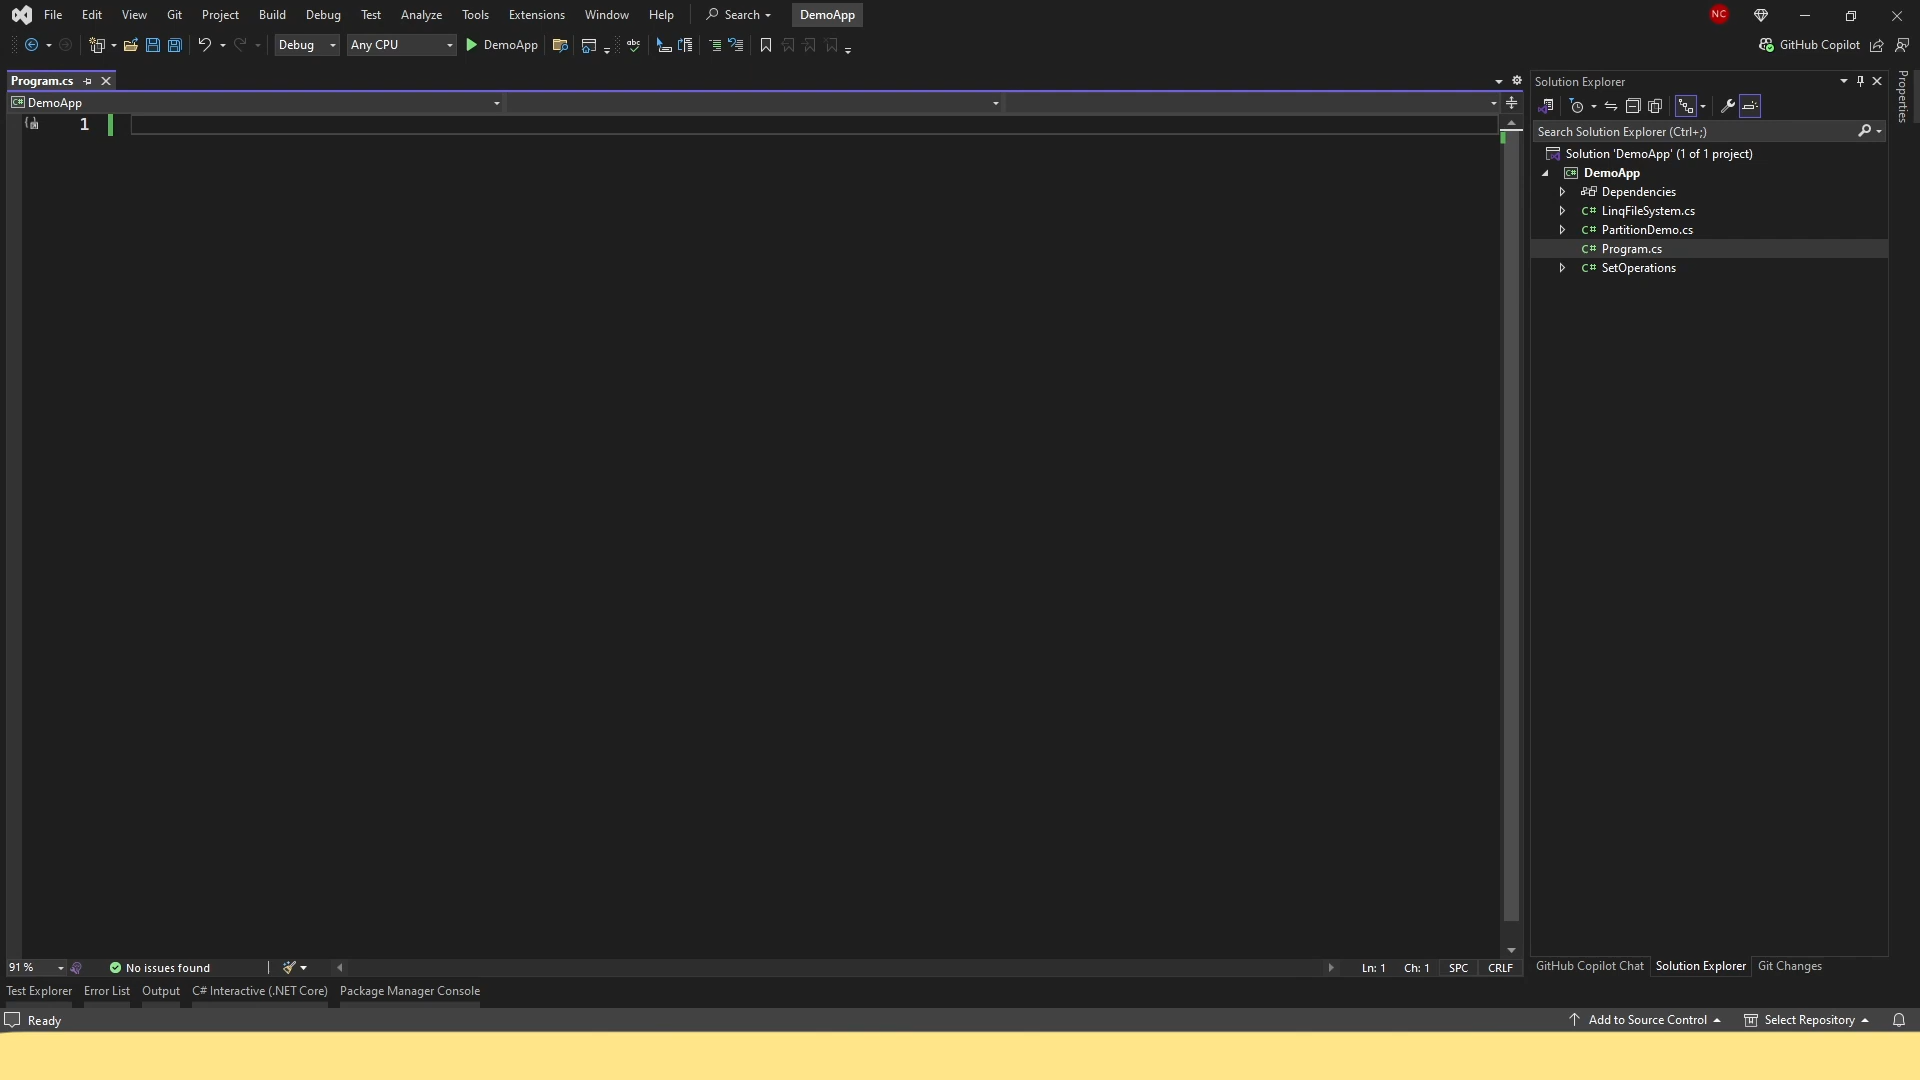 File Edit View Git Project Build Debug Test Analyze Tools Extensions Window Help Search DemoApp NC
Debug Any CPU DemoApp abc GitHub Copilot
Program.cs
DemoApp
1
Solution Explorer
Search Solution Explorer (Ctrl+;)
Solution 'DemoApp' (1 of 1 project)
C# DemoApp
Dependencies
C# LinqFileSystem.cs
C# PartitionDemo.cs
C# Program.cs
C# SetOperations
Properties
91 % No issues found Ln: 1 Ch: 1 SPC CRLF
GitHub Copilot Chat Solution Explorer Git Changes
Test Explorer Error List Output C# Interactive (.NET Core) Package Manager Console
Ready Add to Source Control Select Repository